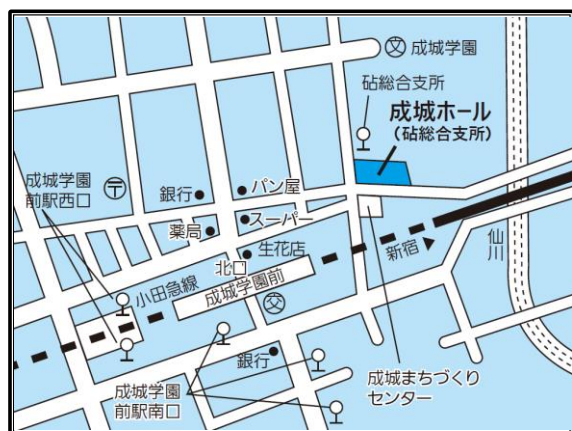 文 成城学園
砧総合支所
成城ホール
(砧総合支所)
成城学園
前駅西口
〒
銀行
パン屋
スーパー
薬局
生花店
北口
小田急線
成城学園前
交
新宿
仙川
銀行
成城学園
前駅南口
成城まちづくり
センター